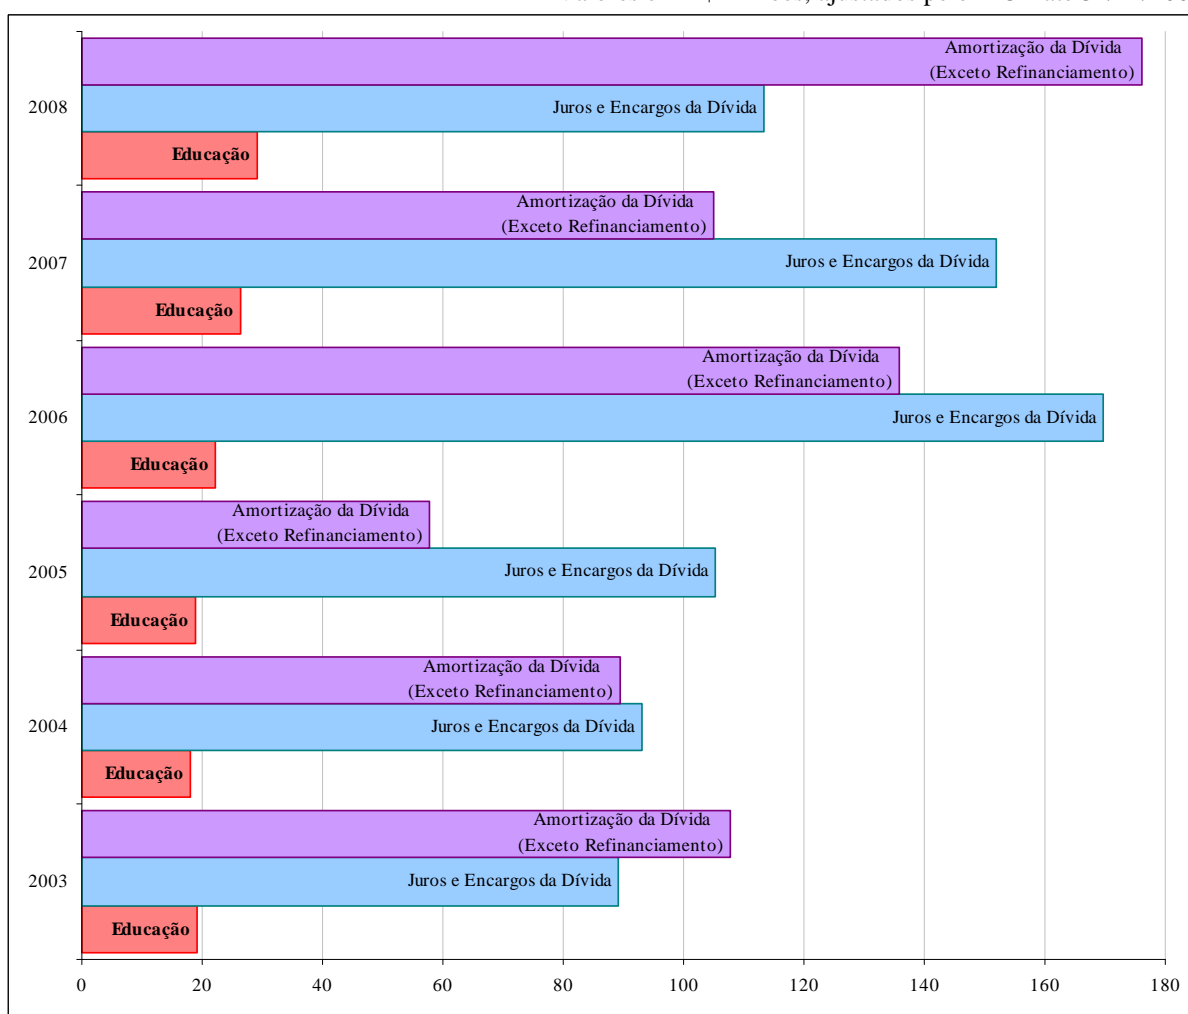 Amortização da Dívida
(Exceto Refinanciamento)
2008
Juros e Encargos da Dívida
Educação
Amortização da Dívida
(Exceto Refinanciamento)
2007
Juros e Encargos da Dívida
Educação
Amortização da Dívida
(Exceto Refinanciamento)
2006
Juros e Encargos da Dívida
Educação
Amortização da Dívida
(Exceto Refinanciamento)
2005
Juros e Encargos da Dívida
Educação
Amortização da Dívida
(Exceto Refinanciamento)
2004
Juros e Encargos da Dívida
Educação
Amortização da Dívida
(Exceto Refinanciamento)
2003
Juros e Encargos da Dívida
Educação
0 20 40 60 80 100 120 140 160 180